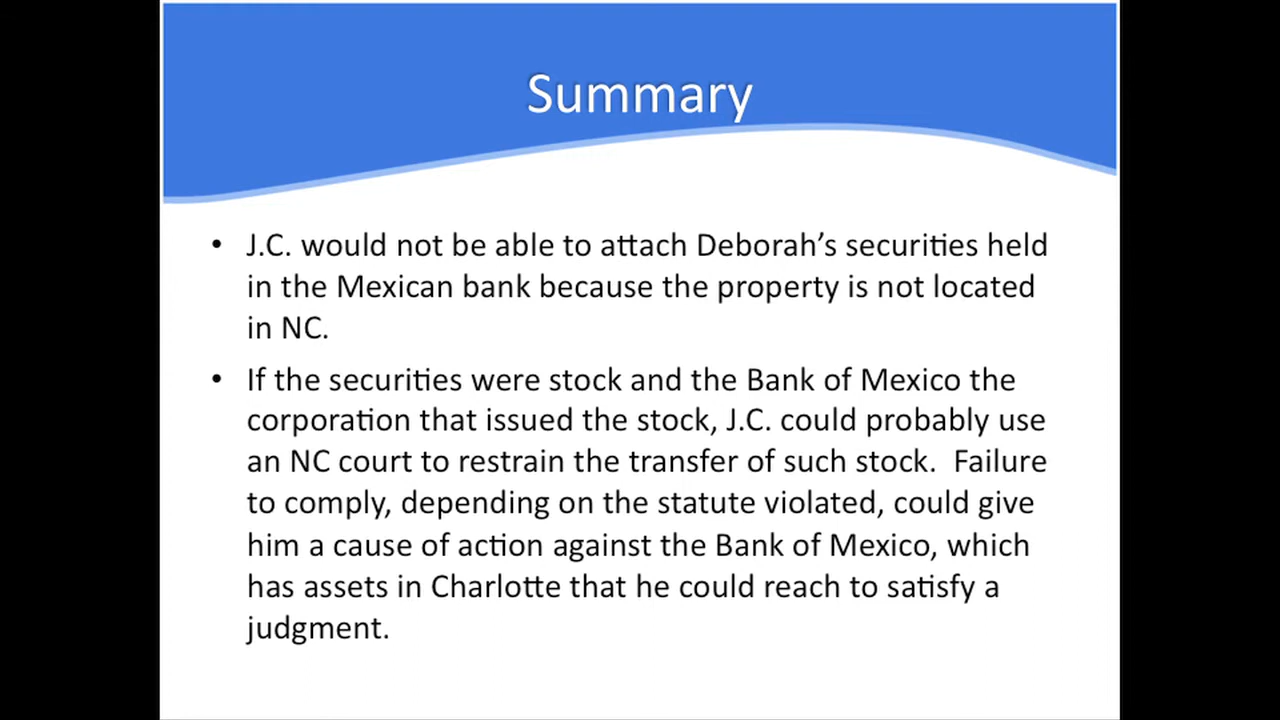 Summary
• J.C. would not be able to attach Deborah’s securities held
in the Mexican bank because the property is not located
in NC.
• If the securities were stock and the Bank of Mexico the
corporation that issued the stock, J.C. could probably use
an NC court to restrain the transfer of such stock.  Failure
to comply, depending on the statute violated, could give
him a cause of action against the Bank of Mexico, which
has assets in Charlotte that he could reach to satisfy a
judgment.